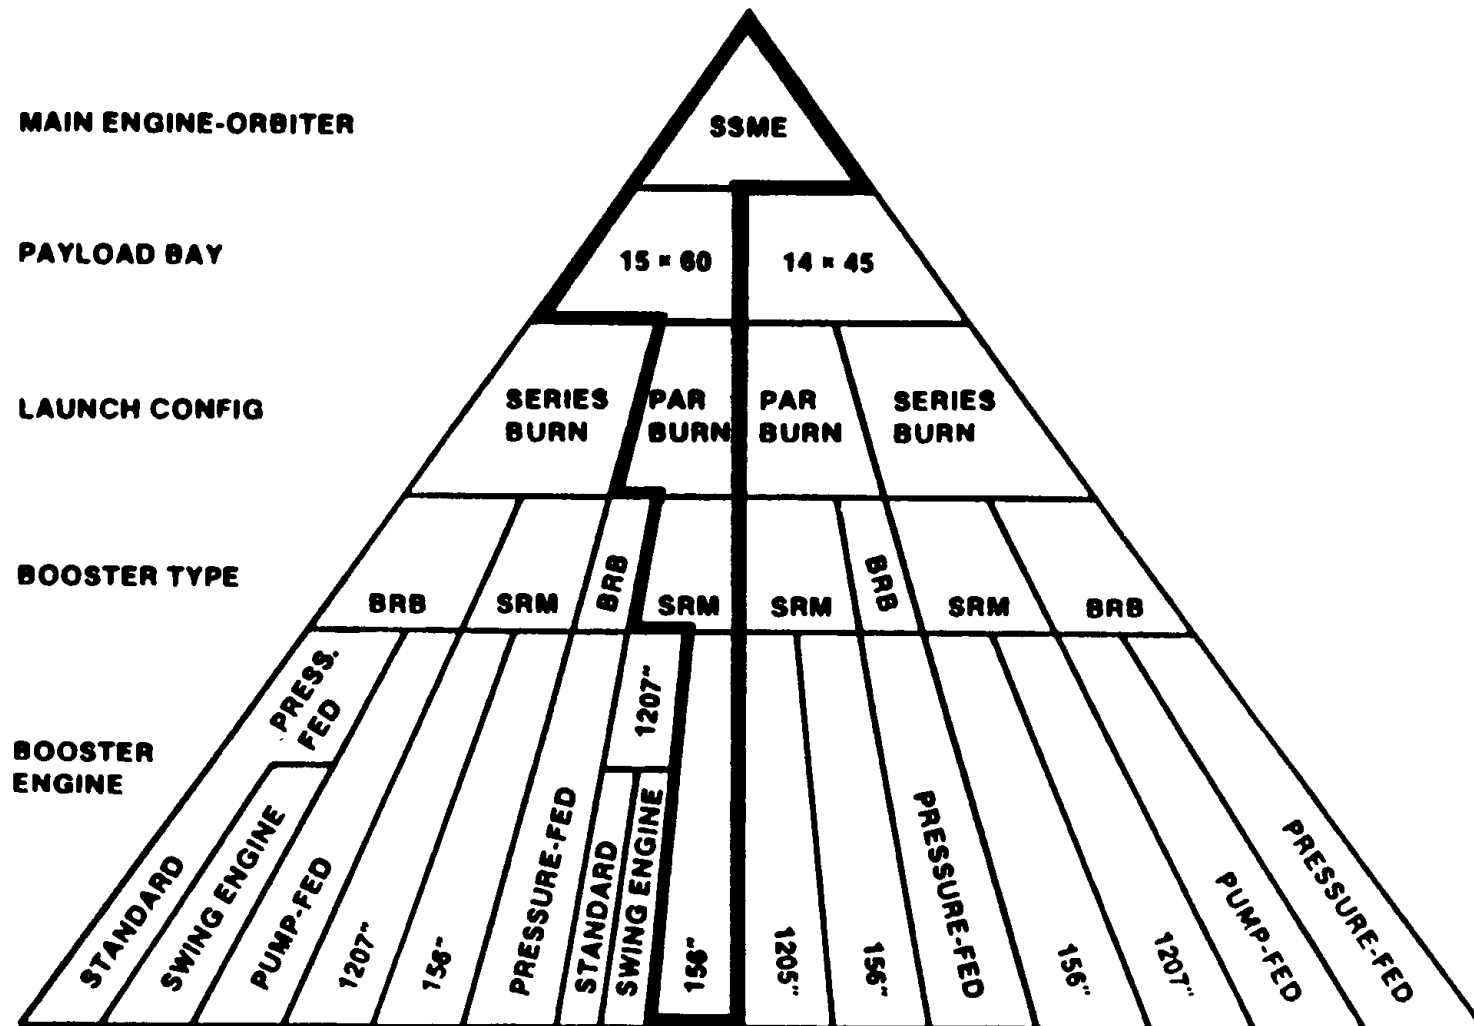 MAIN ENGINE-ORBITER
SSME
PAYLOAD BAY
15 × 60
14 × 45
LAUNCH CONFIG
SERIES
BURN
PAR
BURN
PAR
BURN
SERIES
BURN
BOOSTER TYPE
BRB
SRM
BRB
SRM
SRM
BRB
SRM
BRB
BOOSTER
ENGINE
PRESS.
FED
STANDARD
SWING ENGINE
PUMP-FED
1207"
156"
PRESSURE-FED
1207"
STANDARD
SWING ENGINE
156"
1205"
156"
PRESSURE-FED
156"
1207"
PUMP-FED
PRESSURE-FED